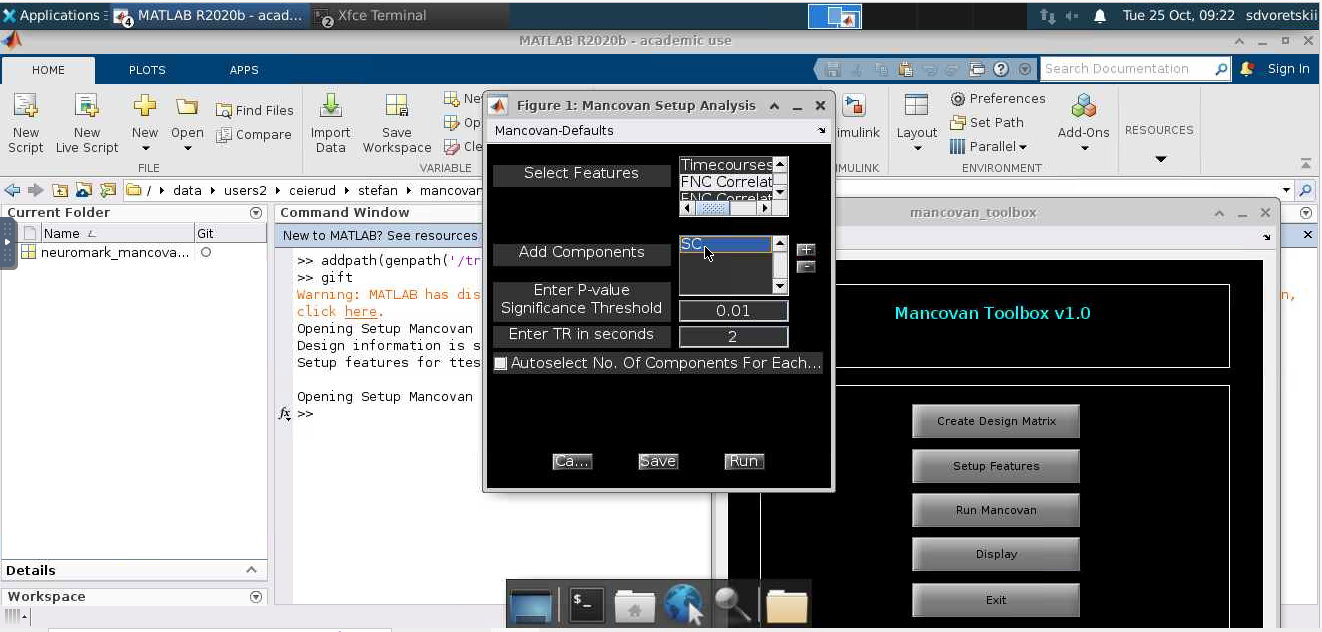 Applications
MATLAB R2020b - acad...
4
Xfce Terminal
2
Tue 25 Oct, 09:22
sdvoretskii
MATLAB R2020b - academic use
HOME
PLOTS
APPS
Search Documentation
Sign In
New Script
New Live Script
New
Open
Find Files
Compare
Import Data
Save Workspace
Ne
Op
Cle
imulink
Layout
Preferences
Set Path
Parallel
Add-Ons
RESOURCES
FILE
VARIABLE
MULINK
ENVIRONMENT
/ ▸ data ▸ users2 ▸ ceierud ▸ stefan ▸ mancovar
Current Folder
Name
Git
neuromark_mancova...
Details
Workspace
Command Window
New to MATLAB? See resources
>> addpath(genpath('/tr
>> gift
Warning: MATLAB has dis
n,
click here.
Opening Setup Mancovan
Design information is s
Setup features for ttes
Opening Setup Mancovan
fx >>
Figure 1: Mancovan Setup Analysis
Mancovan-Defaults
Select Features
Timecourses
FNC Correlat
FNC Correlat
Add Components
SC
+
-
Enter P-value
Significance Threshold
0.01
Enter TR in seconds
2
Autoselect No. Of Components For Each...
Ca...
Save
Run
mancovan_toolbox
Mancovan Toolbox v1.0
Create Design Matrix
Setup Features
Run Mancovan
Display
Exit
$_